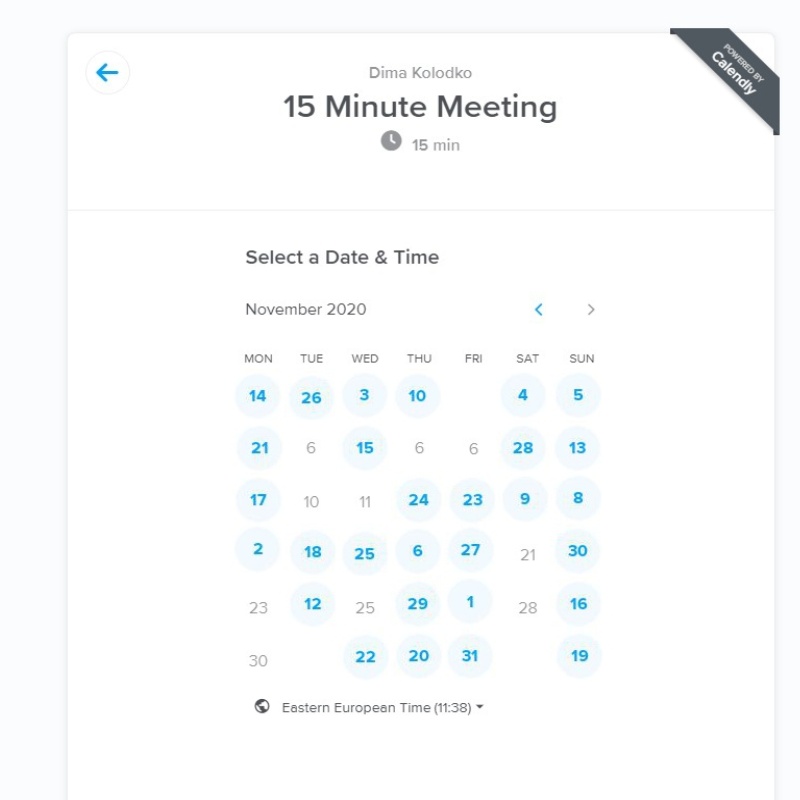 POWERED BY
Calendly
Dima Kolodko
15 Minute Meeting
15 min
Select a Date & Time
November 2020
MON TUE WED THU FRI SAT SUN
14 26 3 10 4 5
21 6 15 6 6 28 13
17 10 11 24 23 9 8
2 18 25 6 27 21 30
23 12 25 29 1 28 16
30 22 20 31 19
Eastern European Time (11:38)